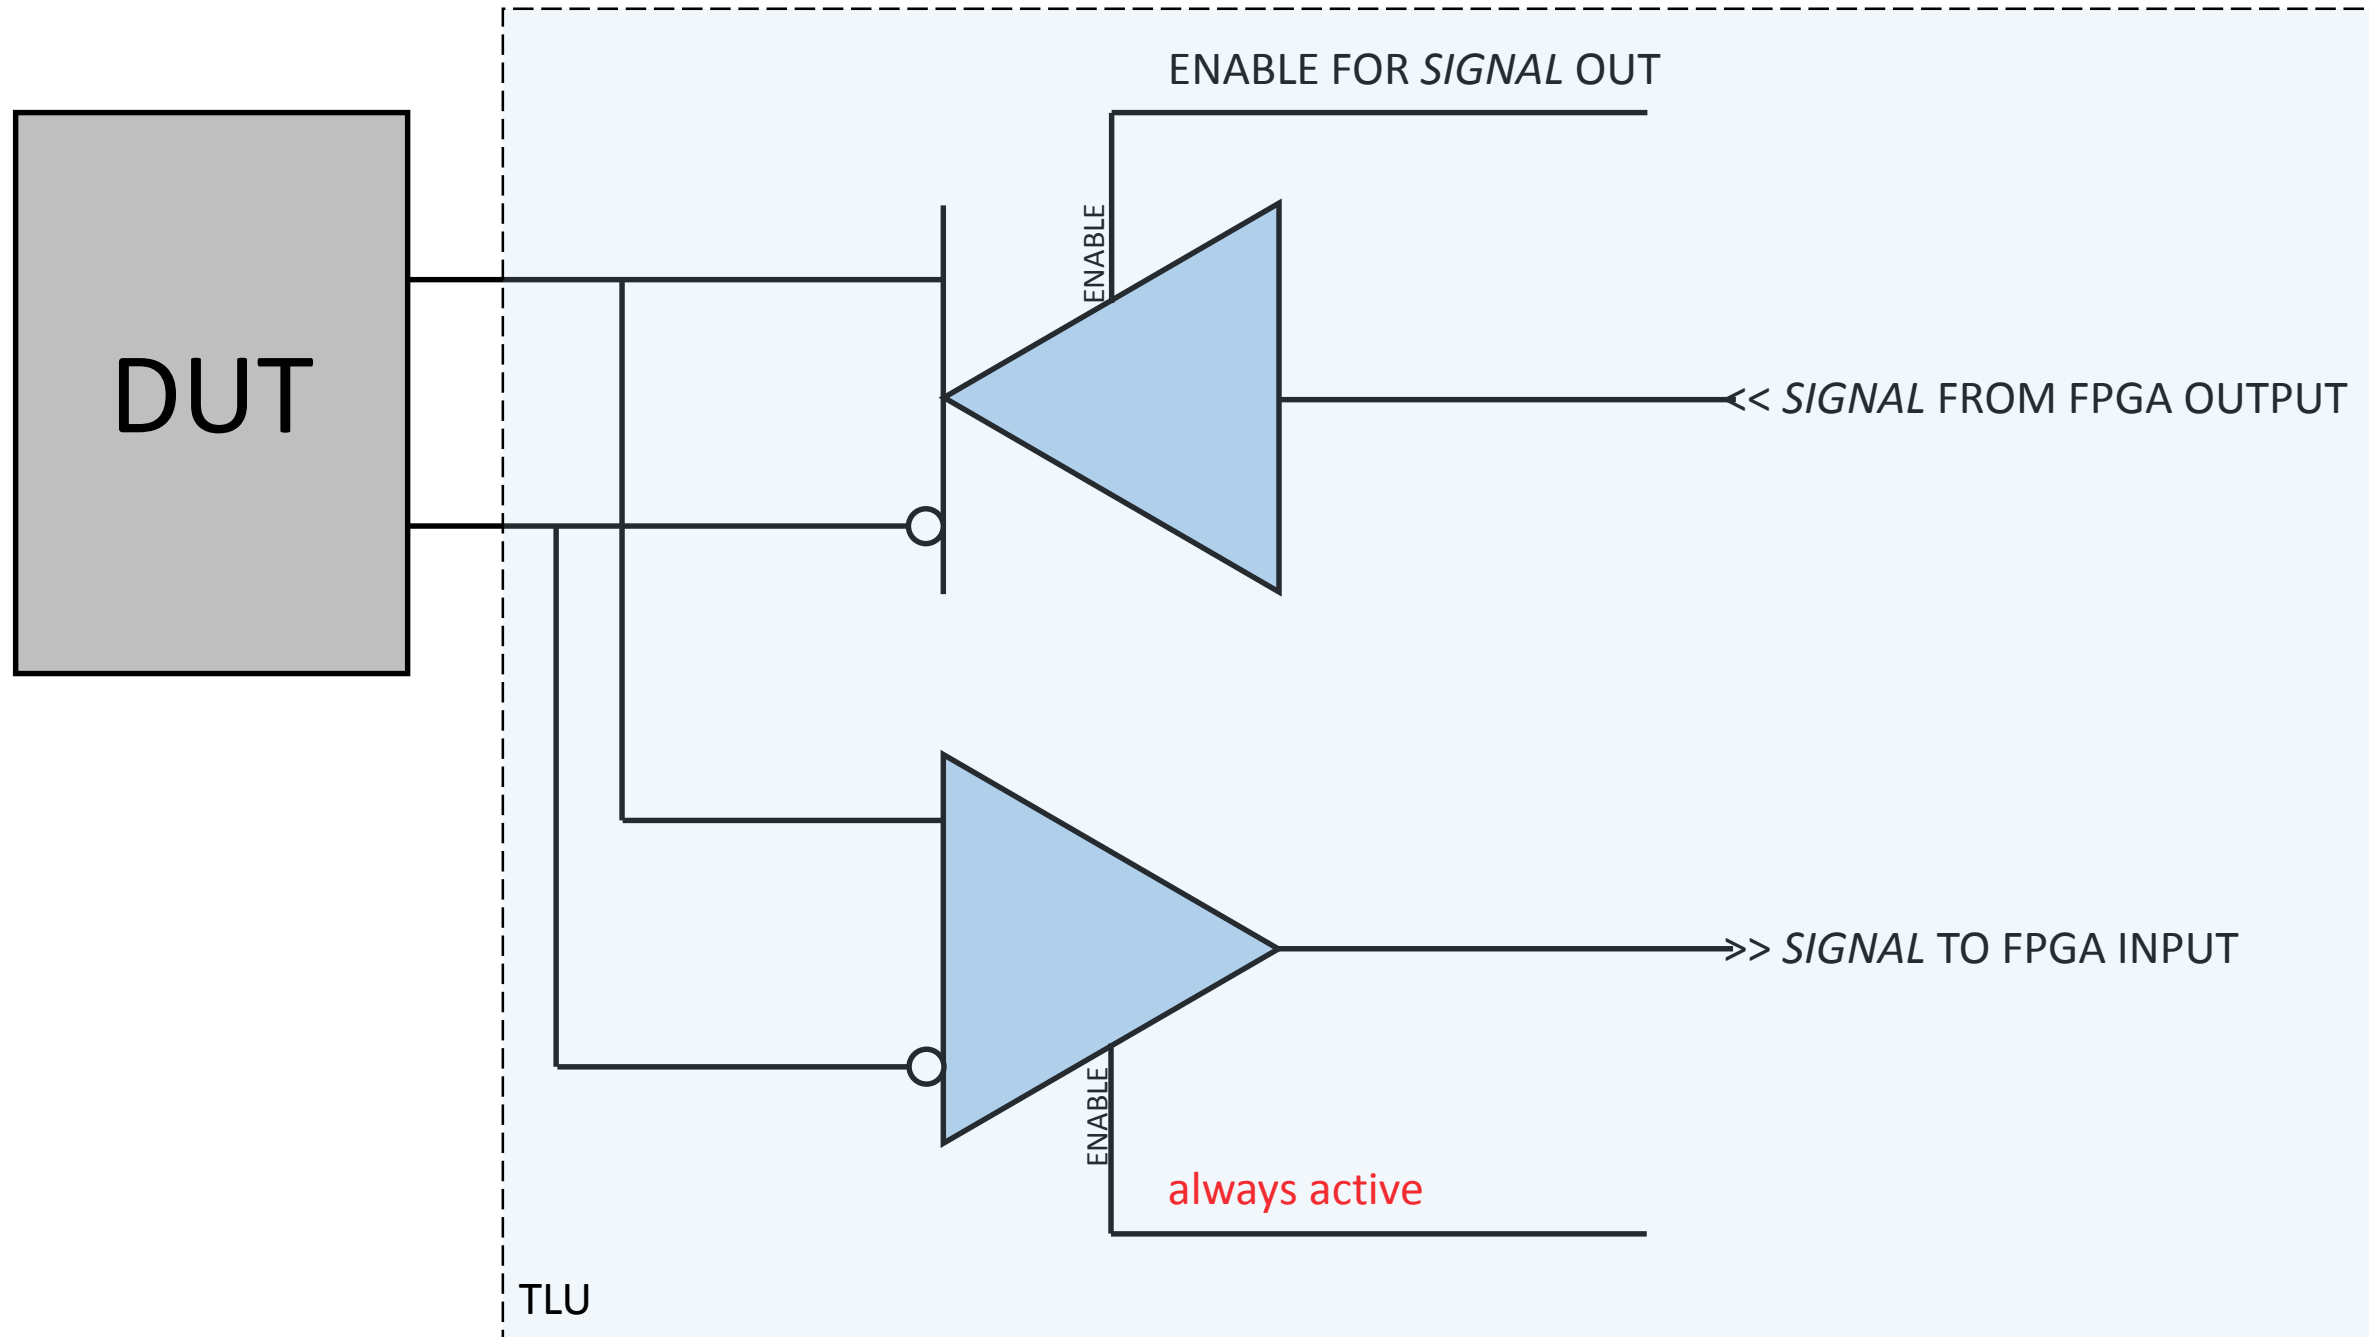 ENABLE FOR SIGNAL OUT
ENABLE
DUT
<< SIGNAL FROM FPGA OUTPUT
>> SIGNAL TO FPGA INPUT
ENABLE
always active
TLU